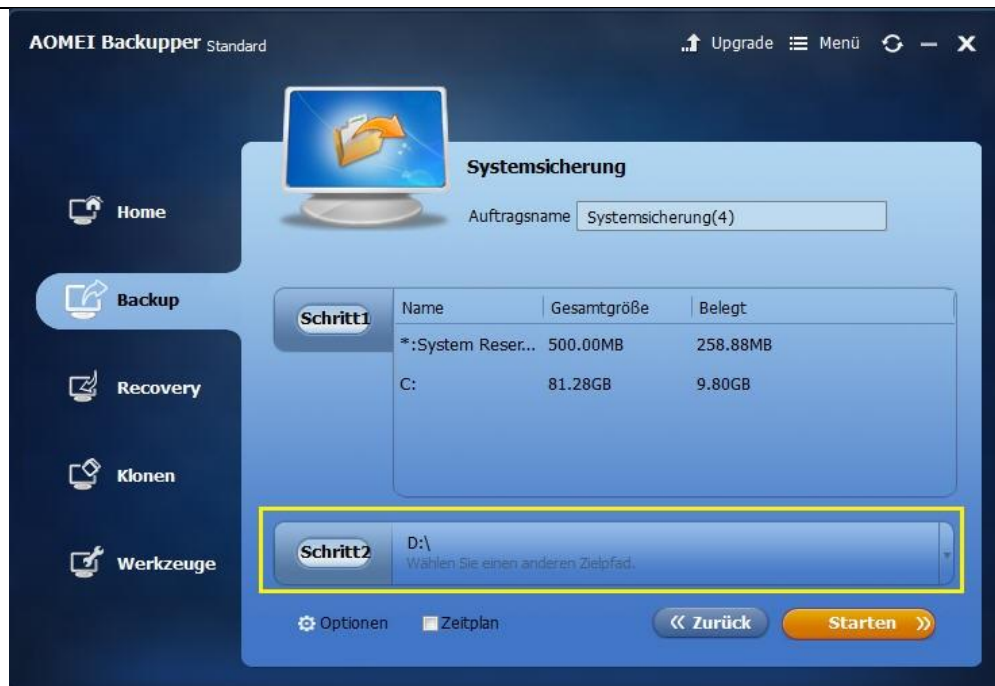 AOMEI Backupper Standard
Upgrade Menü
Systemsicherung
Auftragsname Systemsicherung(4)
Home
Backup
Recovery
Klonen
Werkzeuge
Schritt1
Name Gesamtgröße Belegt
*:System Reser... 500.00MB 258.88MB
C: 81.28GB 9.80GB
Schritt2
D:\
Wählen Sie einen anderen Zielpfad.
Optionen Zeitplan Zurück Starten